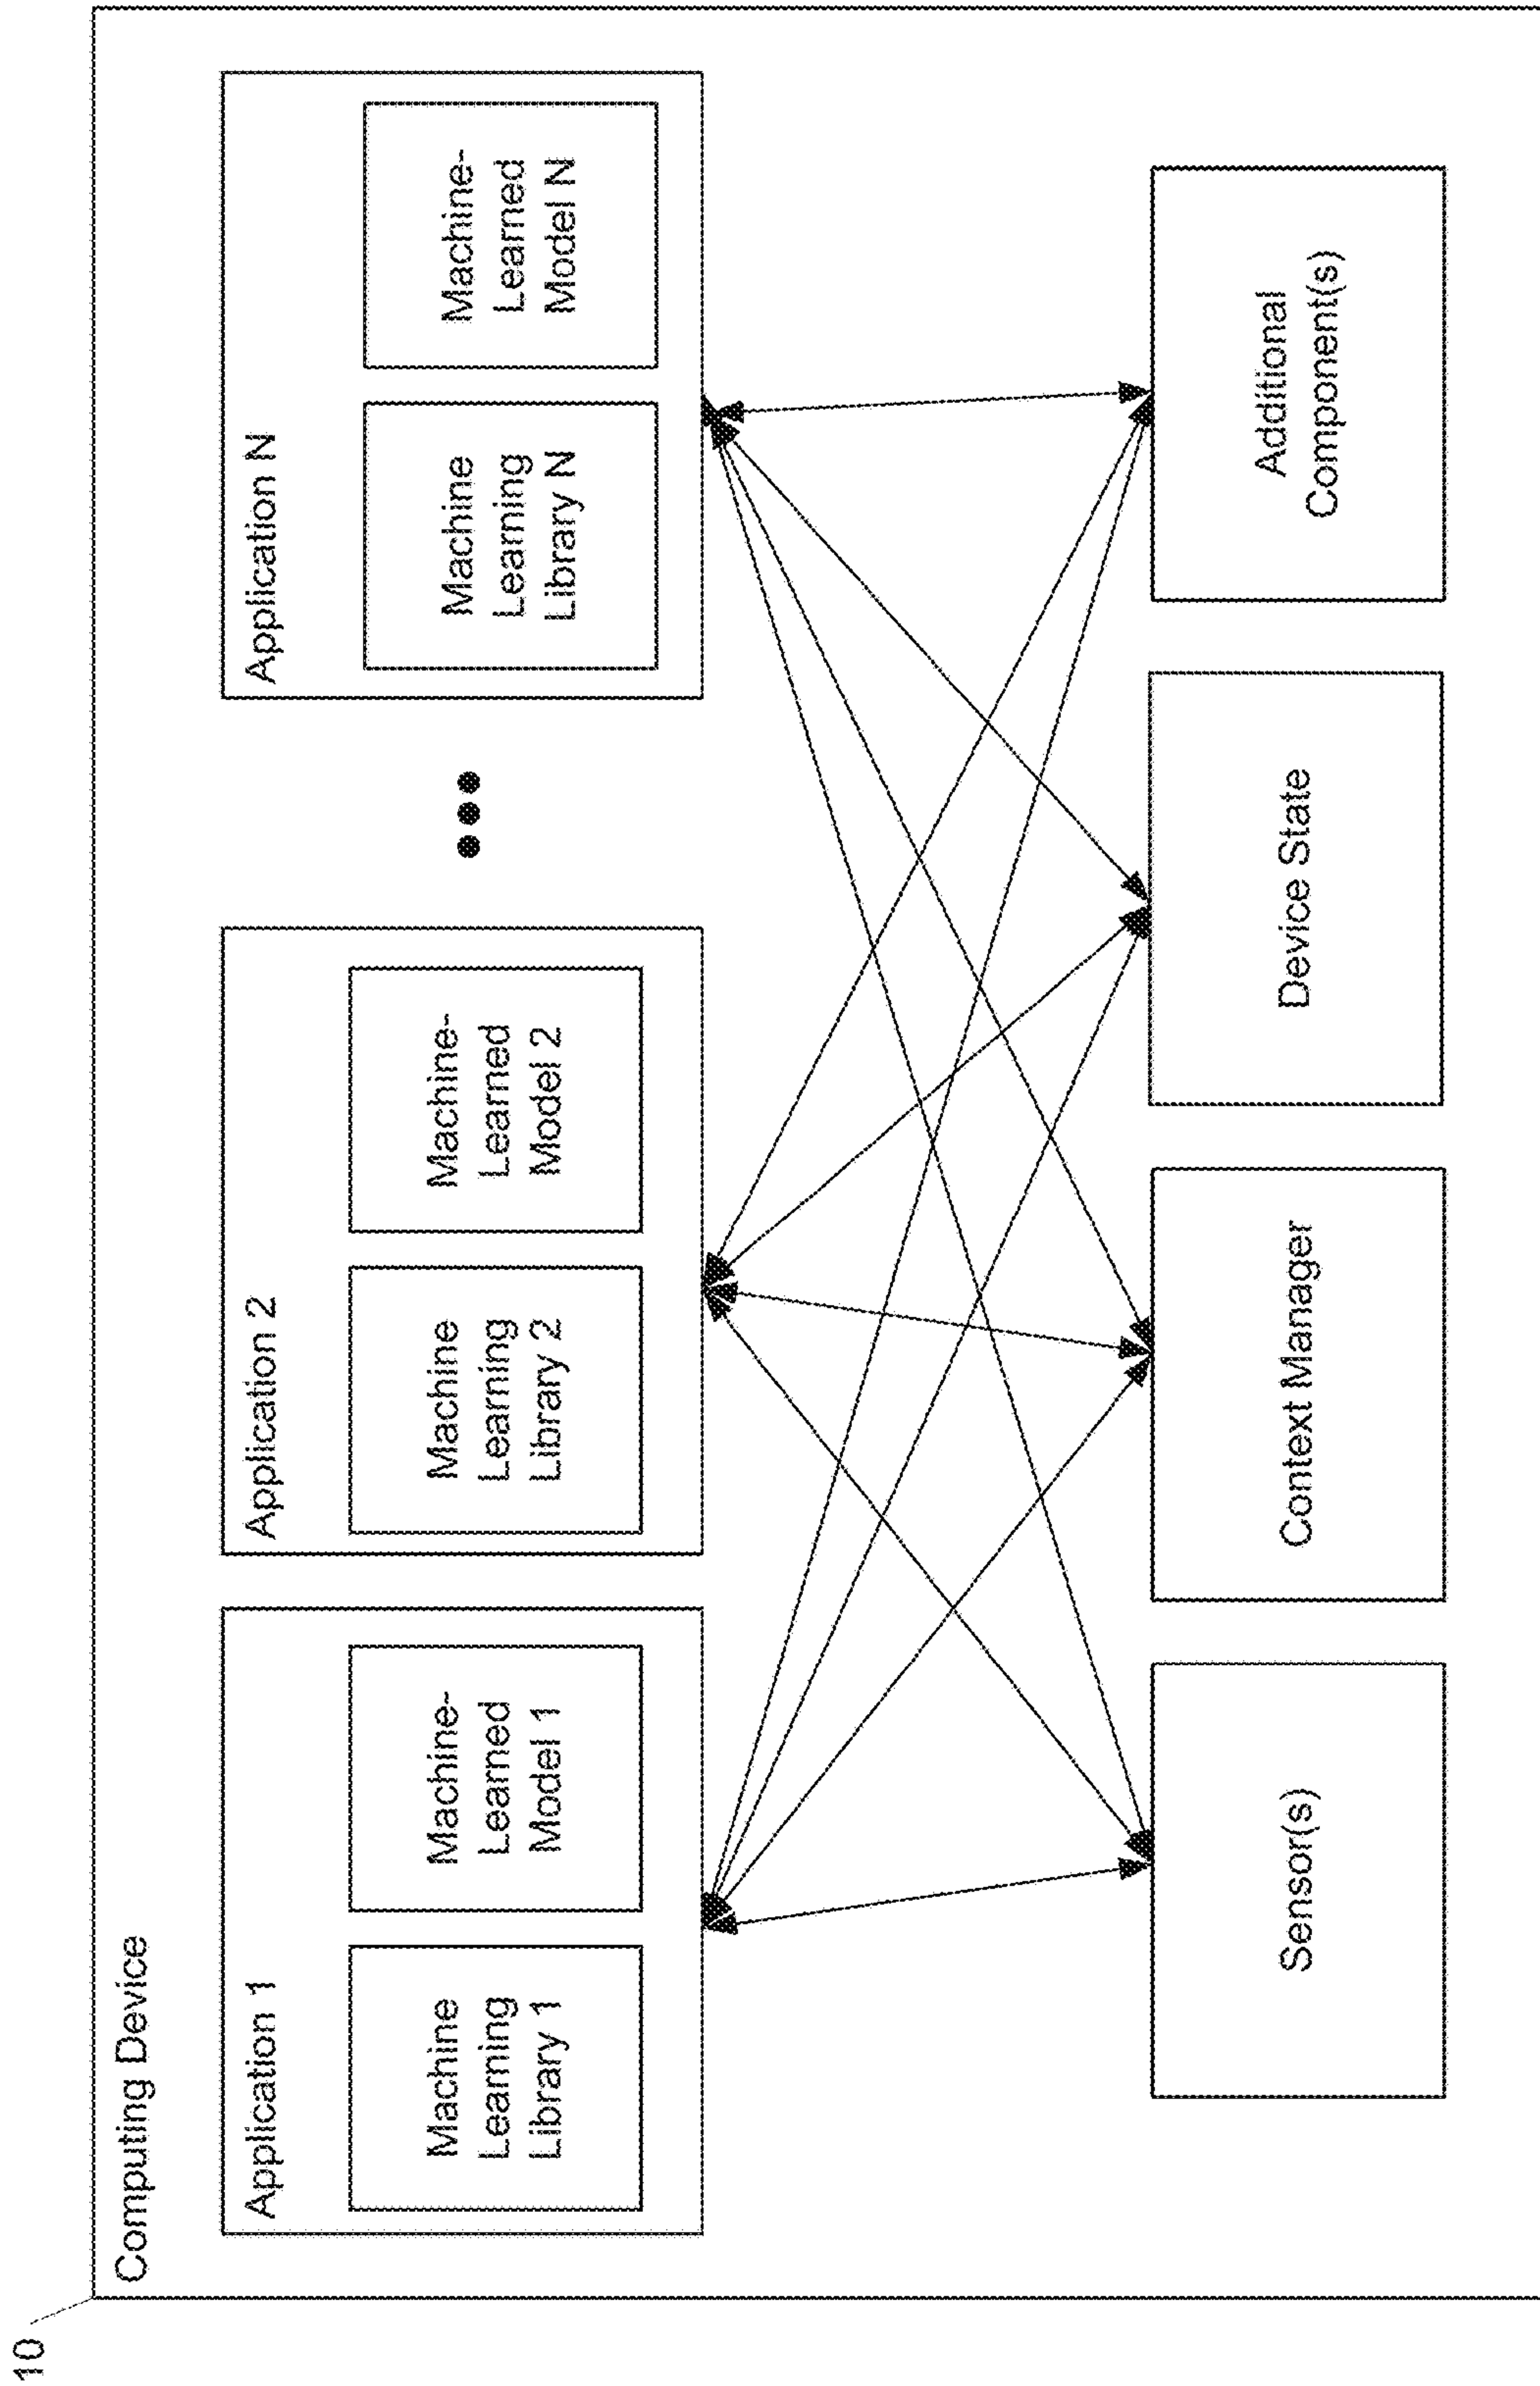 10
Computing Device
Application 1
Machine
Learning
Library 1
Machine-
Learned
Model 1
Application 2
Machine
Learning
Library 2
Machine-
Learned
Model 2
Application N
Machine
Learning
Library N
Machine-
Learned
Model N
Sensor(s)
Context Manager
Device State
Additional
Component(s)